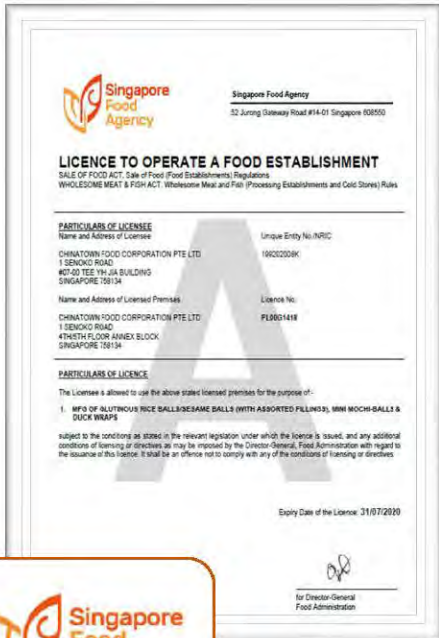 Singapore
Food
Agency
Singapore Food Agency
52 Jurong Gateway Road #14-01 Singapore 608550
LICENCE TO OPERATE A FOOD ESTABLISHMENT
SALE OF FOOD ACT. Sale of Food (Food Establishments) Regulations
WHOLESOME MEAT & FISH ACT. Wholesome Meat and Fish (Processing Establishments and Cold Stores) Rules
PARTICULARS OF LICENSEE
Name and Address of Licensee
Unique Entity No./NRIC
CHINATOWN FOOD CORPORATION PTE LTD
1 SENOKO ROAD
#07-00 TEE YIH JIA BUILDING
SINGAPORE 758134
Name and Address of Licensed Premises
Licence No.
CHINATOWN FOOD CORPORATION PTE LTD
1 SENOKO ROAD
4TH/5TH FLOOR ANNEX BLOCK
SINGAPORE 758134
A
PARTICULARS OF LICENCE
The Licensee is allowed to use the above stated licensed premises for the purpose of:-
1. MFG OF GLUTINOUS RICE BALLS/SESAME BALLS (WITH ASSORTED FILLINGS), MINI MOCHI-BALLS &
DUCK WRAPS
subject to the conditions as stated in the relevant legislation under which the licence is issued, and any additional
conditions of licensing or directives as may be imposed by the Director-General, Food Administration with regard to
the issuance of this licence. It shall be an offence not to comply with any of the conditions of licensing or directives
Expiry Date of the Licence: 31/07/2020
for Director-General
Food Administration
Singapore